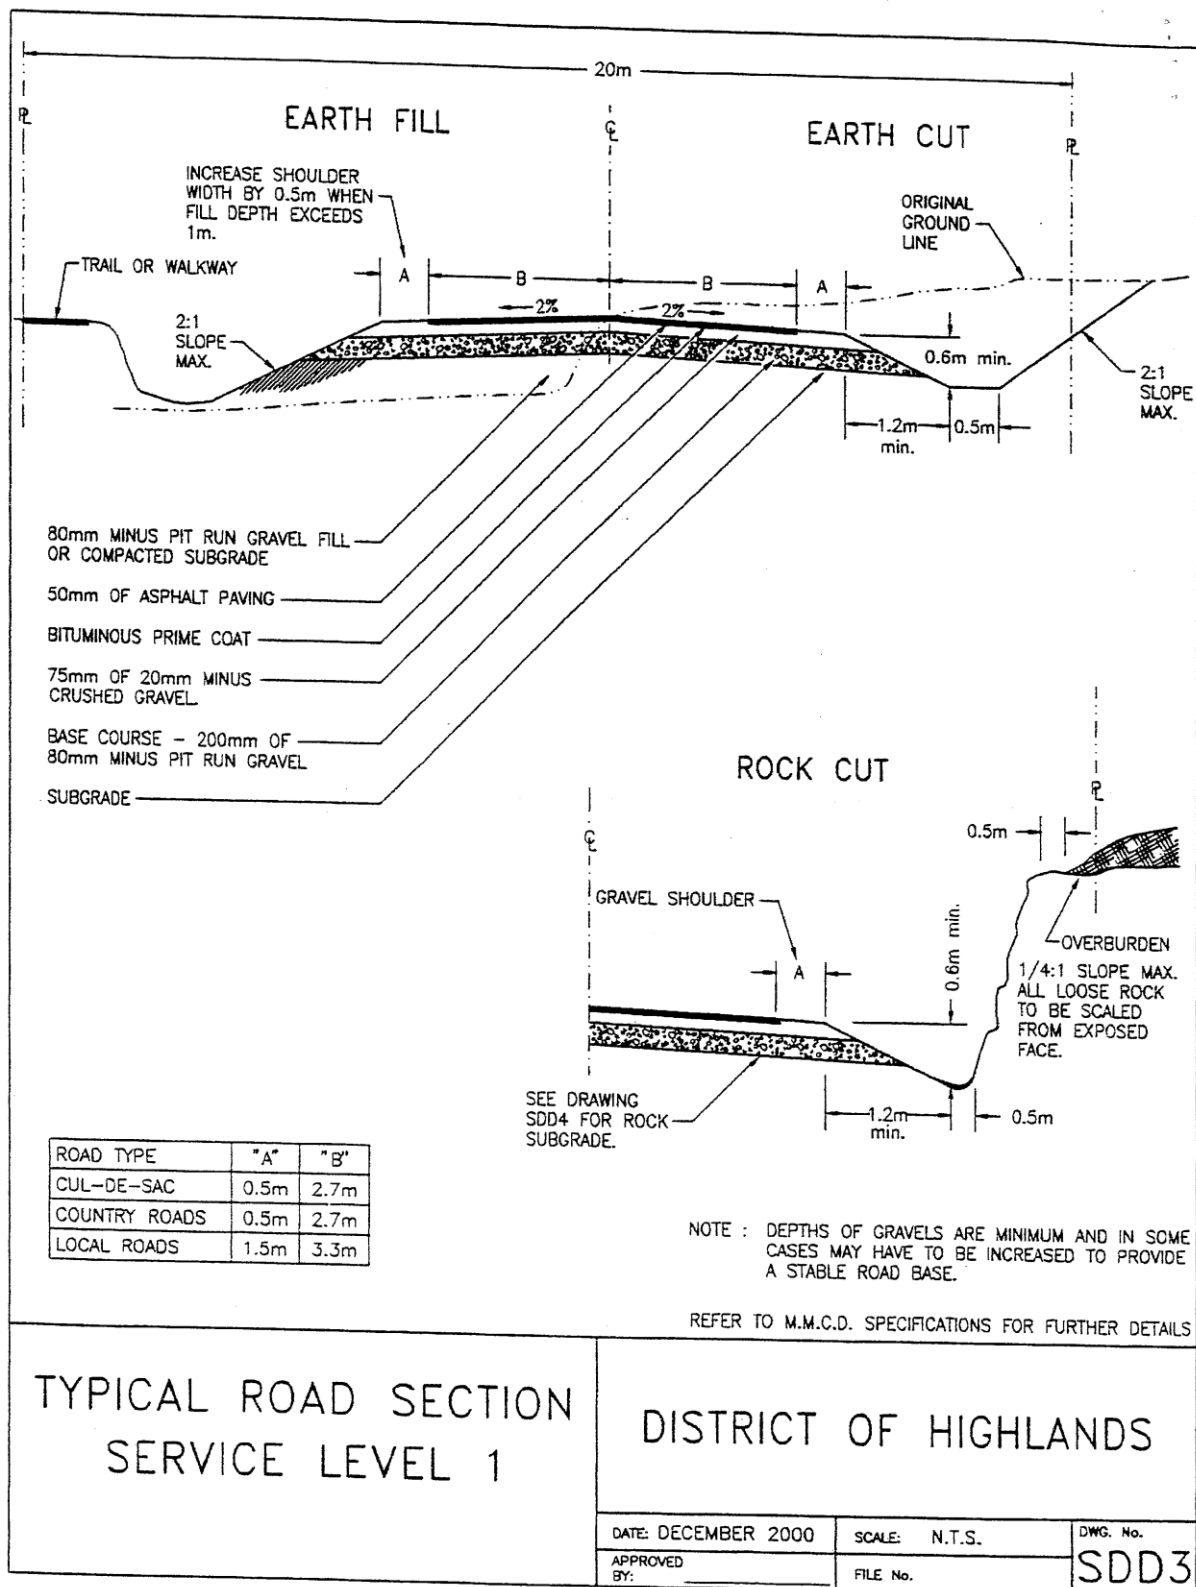 20m
EARTH FILL
EARTH CUT
℄
INCREASE SHOULDER
WIDTH BY 0.5m WHEN
FILL DEPTH EXCEEDS
1m.
ORIGINAL
GROUND
LINE
TRAIL OR WALKWAY
A
B
B
A
2%
2%
2:1
SLOPE
MAX.
0.6m min.
2:1
SLOPE
MAX.
1.2m
min.
0.5m
80mm MINUS PIT RUN GRAVEL FILL
OR COMPACTED SUBGRADE
50mm OF ASPHALT PAVING
BITUMINOUS PRIME COAT
75mm OF 20mm MINUS
CRUSHED GRAVEL
BASE COURSE - 200mm OF
80mm MINUS PIT RUN GRAVEL
SUBGRADE
ROCK CUT
℄
0.5m
GRAVEL SHOULDER
A
0.6m min.
OVERBURDEN
1/4:1 SLOPE MAX.
ALL LOOSE ROCK
TO BE SCALED
FROM EXPOSED
FACE.
SEE DRAWING
SDD4 FOR ROCK
SUBGRADE.
1.2m
min.
0.5m
ROAD TYPE "A" "B"
CUL-DE-SAC 0.5m 2.7m
COUNTRY ROADS 0.5m 2.7m
LOCAL ROADS 1.5m 3.3m
NOTE : DEPTHS OF GRAVELS ARE MINIMUM AND IN SOME
CASES MAY HAVE TO BE INCREASED TO PROVIDE
A STABLE ROAD BASE.
REFER TO M.M.C.D. SPECIFICATIONS FOR FURTHER DETAILS
TYPICAL ROAD SECTION
SERVICE LEVEL 1
DISTRICT OF HIGHLANDS
DATE: DECEMBER 2000
SCALE: N.T.S.
DWG. No.
SDD3
APPROVED
BY:
FILE No.